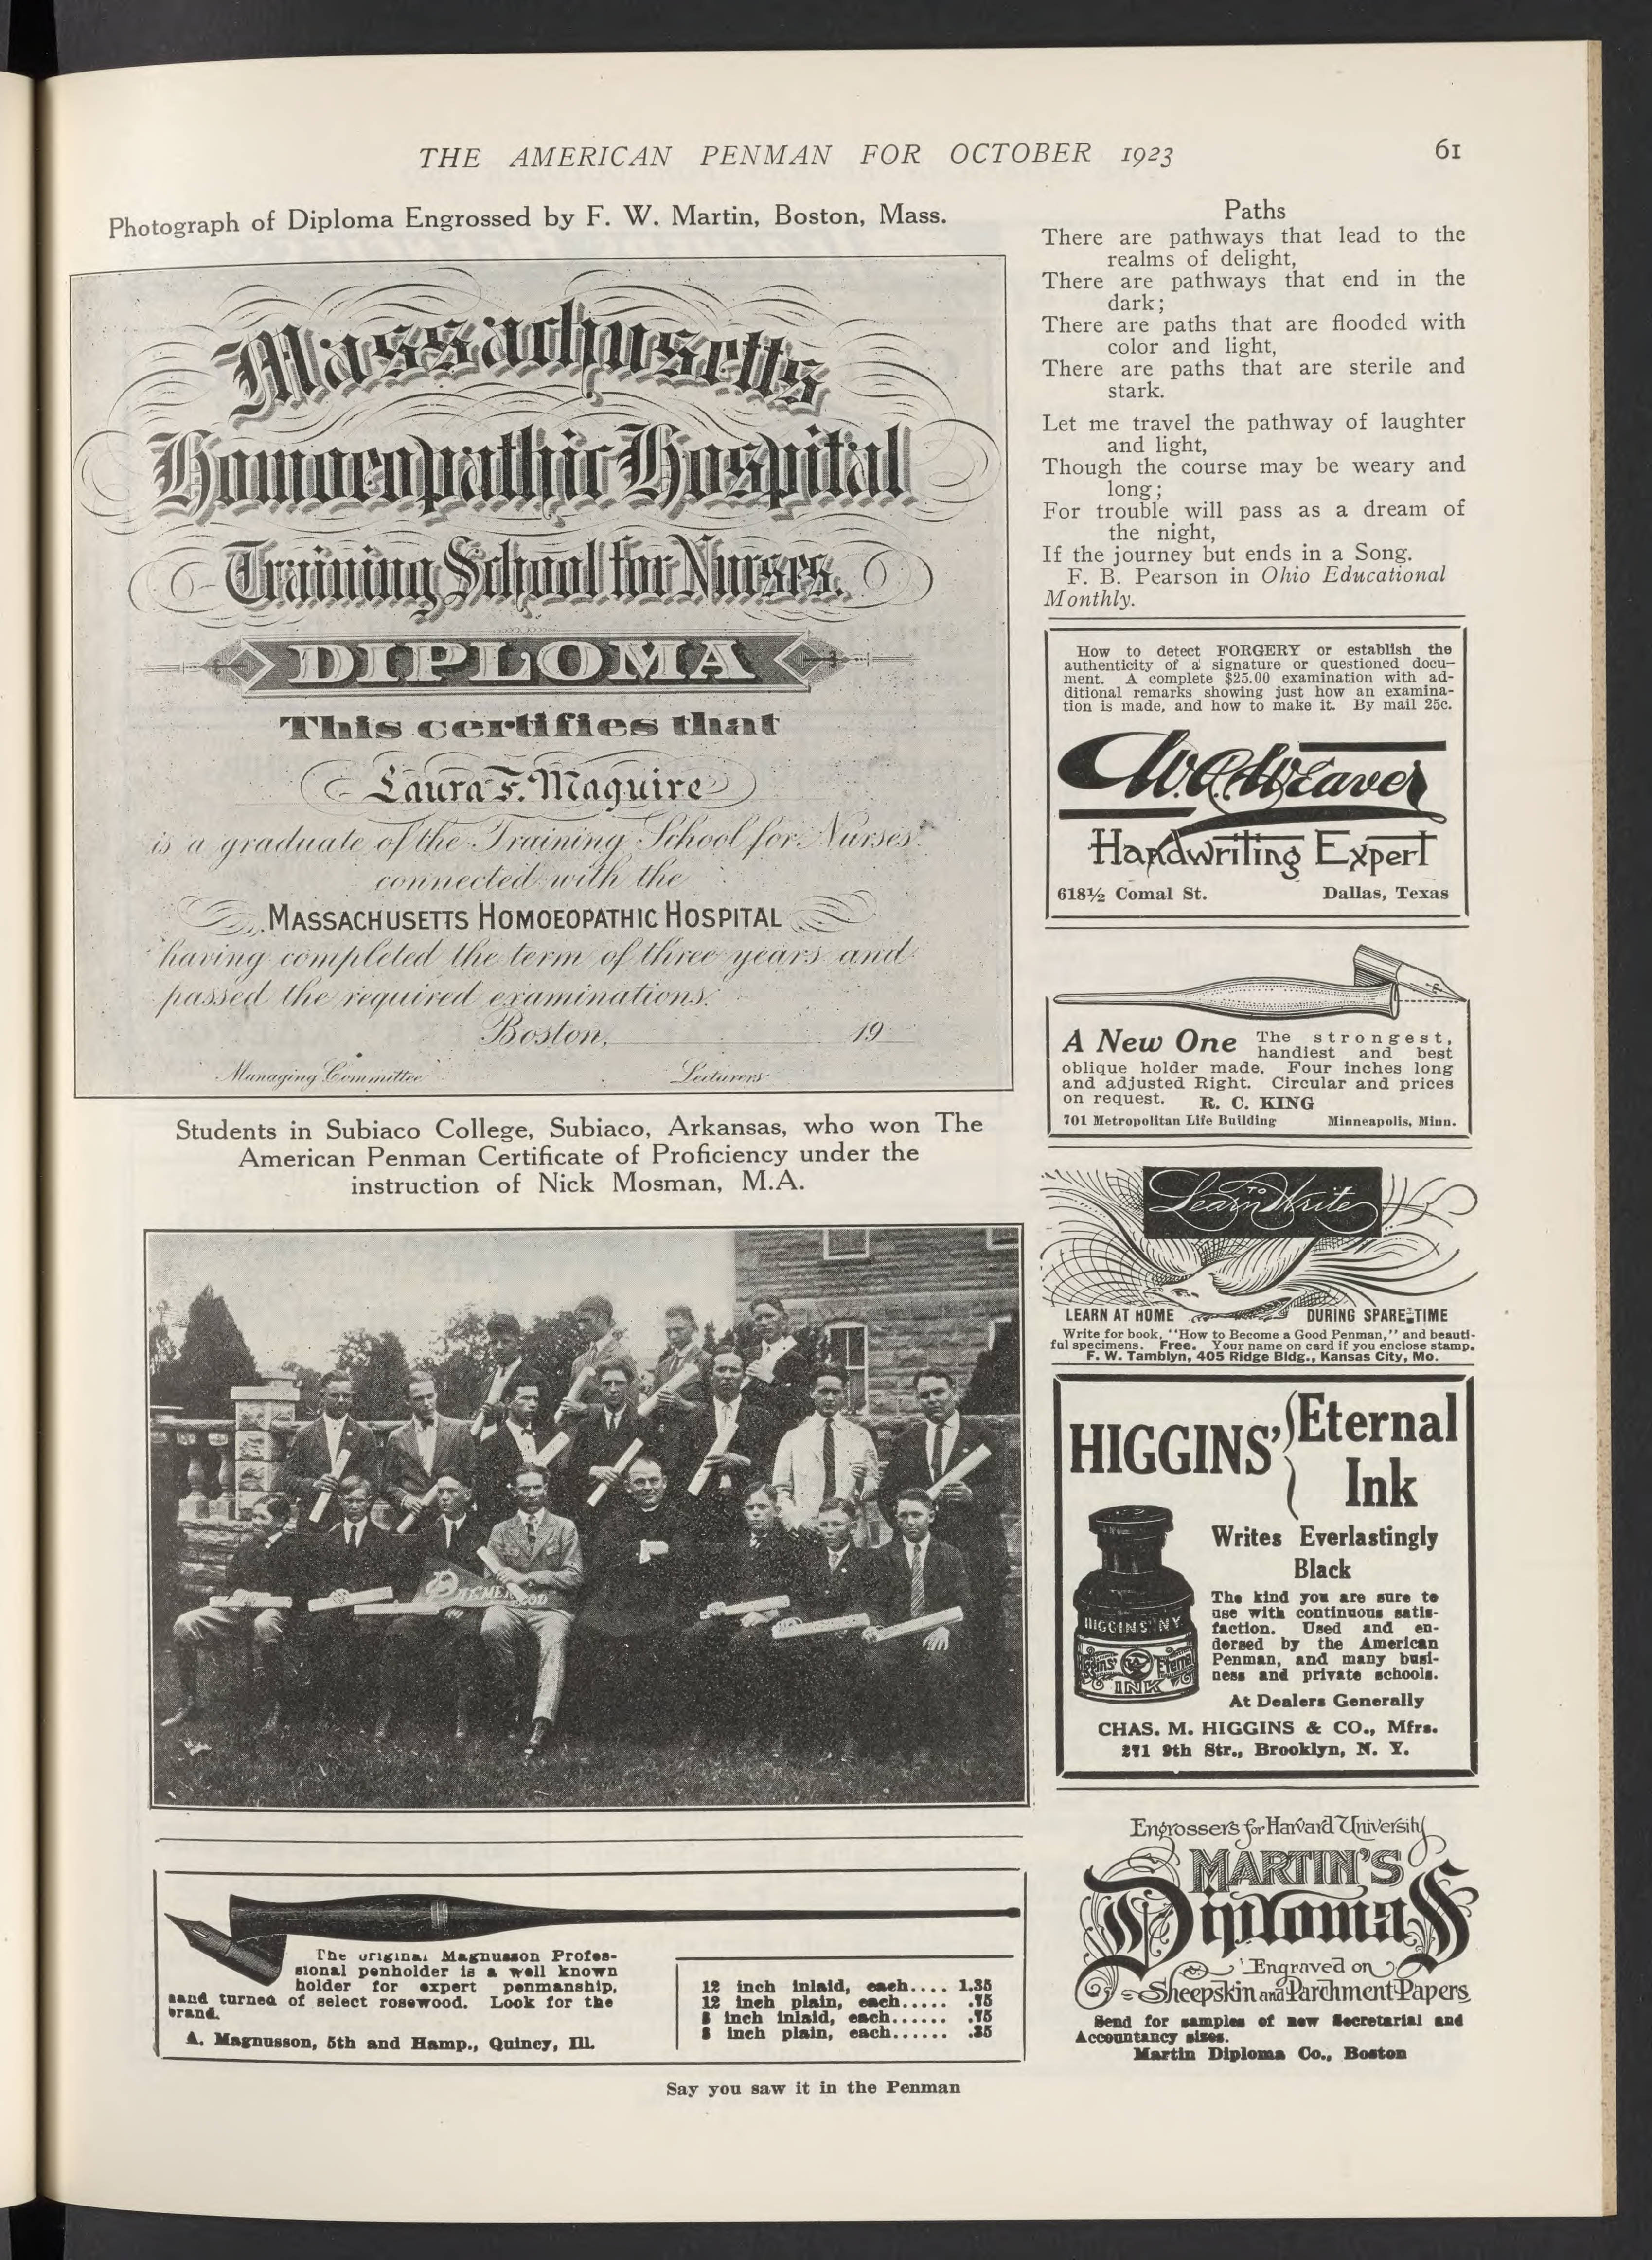 THE AMERICAN PENMAN FOR OCTOBER 1923
61
Photograph of Diploma Engrossed by F. W. Martin, Boston, Mass.
Massachusetts
Homoeopathic Hospital
Training School for Nurses.
DIPLOMA
This certifies that
Laura F. Maguire
is a graduate of the Training School for Nurses
connected with the
MASSACHUSETTS HOMOEOPATHIC HOSPITAL
having completed the term of three years and
passed the required examinations.
Boston, 19
Managing Committee Lecturers
Students in Subiaco College, Subiaco, Arkansas, who won The
American Penman Certificate of Proficiency under the
instruction of Nick Mosman, M.A.
The original Magnusson Profes-
sional penholder is a well known
holder for expert penmanship,
hand turned of select rosewood. Look for the
brand.
A. Magnusson, 5th and Hamp., Quincy, Ill.
12 inch inlaid, each.... 1.35
12 inch plain, each..... .75
8 inch inlaid, each...... .75
8 inch plain, each...... .35
Paths
There are pathways that lead to the
realms of delight,
There are pathways that end in the
dark;
There are paths that are flooded with
color and light,
There are paths that are sterile and
stark.
Let me travel the pathway of laughter
and light,
Though the course may be weary and
long;
For trouble will pass as a dream of
the night,
If the journey but ends in a Song.
F. B. Pearson in Ohio Educational
Monthly.
How to detect FORGERY or establish the
authenticity of a signature or questioned docu-
ment. A complete $25.00 examination with ad-
ditional remarks showing just how an examina-
tion is made, and how to make it. By mail 25c.
W.C. Weaver
Handwriting Expert
618½ Comal St. Dallas, Texas
A New One The strongest,
handiest and best
oblique holder made. Four inches long
and adjusted Right. Circular and prices
on request. R. C. KING
701 Metropolitan Life Building Minneapolis, Minn.
Learn TO Write
LEARN AT HOME DURING SPARE-TIME
Write for book, "How to Become a Good Penman," and beauti-
ful specimens. Free. Your name on card if you enclose stamp.
F. W. Tamblyn, 405 Ridge Bldg., Kansas City, Mo.
HIGGINS' Eternal
Ink
Writes Everlastingly
Black
The kind you are sure to
use with continuous satis-
faction. Used and en-
dorsed by the American
Penman, and many busi-
ness and private schools.
HIGGINS' NY
Higgins' Eternal
INK
At Dealers Generally
CHAS. M. HIGGINS & CO., Mfrs.
271 9th Str., Brooklyn, N. Y.
Engrossers for Harvard University
MARTIN'S
Diplomas
Engraved on
Sheepskin and Parchment Papers
Send for samples of new Secretarial and
Accountancy sizes.
Martin Diploma Co., Boston
Say you saw it in the Penman